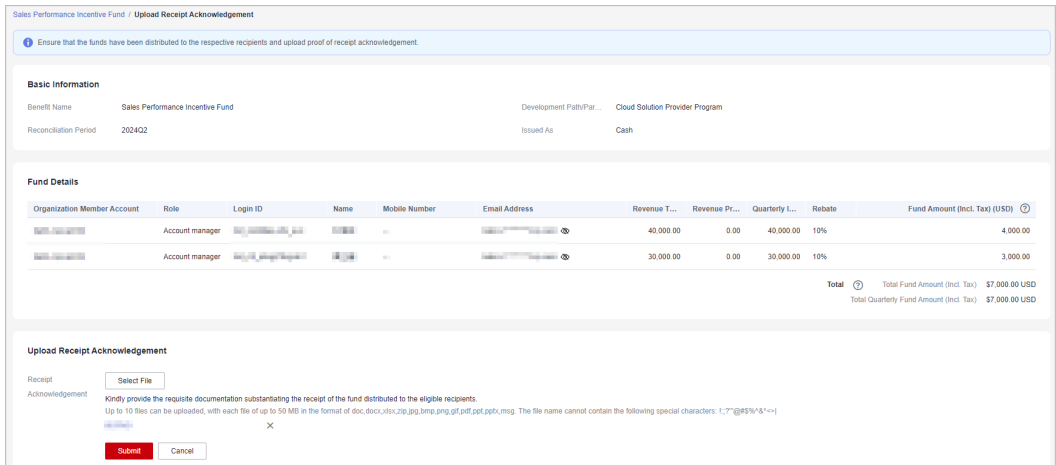 Sales Performance Incentive Fund / Upload Receipt Acknowledgement
Ensure that the funds have been distributed to the respective recipients and upload proof of receipt acknowledgement.
Basic Information
Benefit Name Sales Performance Incentive Fund Development Path/Par... Cloud Solution Provider Program
Reconciliation Period 2024Q2 Issued As Cash
Fund Details
Organization Member Account Role Login ID Name Mobile Number Email Address Revenue T... Revenue Pr... Quarterly I... Rebate Fund Amount (Incl. Tax) (USD) ?
Account manager 40,000.00 0.00 40,000.00 10% 4,000.00
Account manager 30,000.00 0.00 30,000.00 10% 3,000.00
Total ? Total Fund Amount (Incl. Tax) $7,000.00 USD
Total Quarterly Fund Amount (Incl. Tax) $7,000.00 USD
Upload Receipt Acknowledgement
Receipt Acknowledgement Select File
Kindly provide the requisite documentation substantiating the receipt of the fund distributed to the eligible recipients.
Up to 10 files can be uploaded, with each file of up to 50 MB in the format of doc,docx,xlsx,zip,jpg,bmp,png,gif,pdf,ppt,pptx,msg. The file name cannot contain the following special characters: !:;?'"@#$%^&*<>|
Submit Cancel